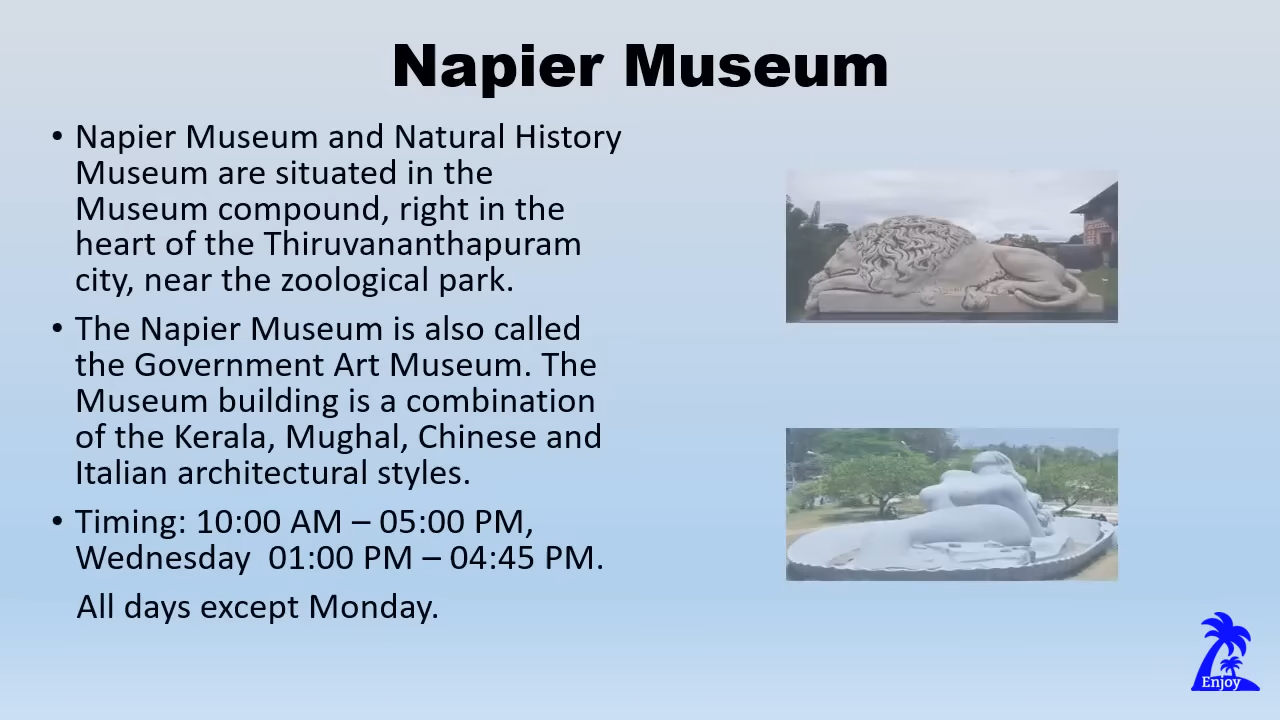 Napier Museum
• Napier Museum and Natural History
Museum are situated in the
Museum compound, right in the
heart of the Thiruvananthapuram
city, near the zoological park.
• The Napier Museum is also called
the Government Art Museum. The
Museum building is a combination
of the Kerala, Mughal, Chinese and
Italian architectural styles.
• Timing: 10:00 AM – 05:00 PM,
Wednesday  01:00 PM – 04:45 PM.
All days except Monday.
Enjoy